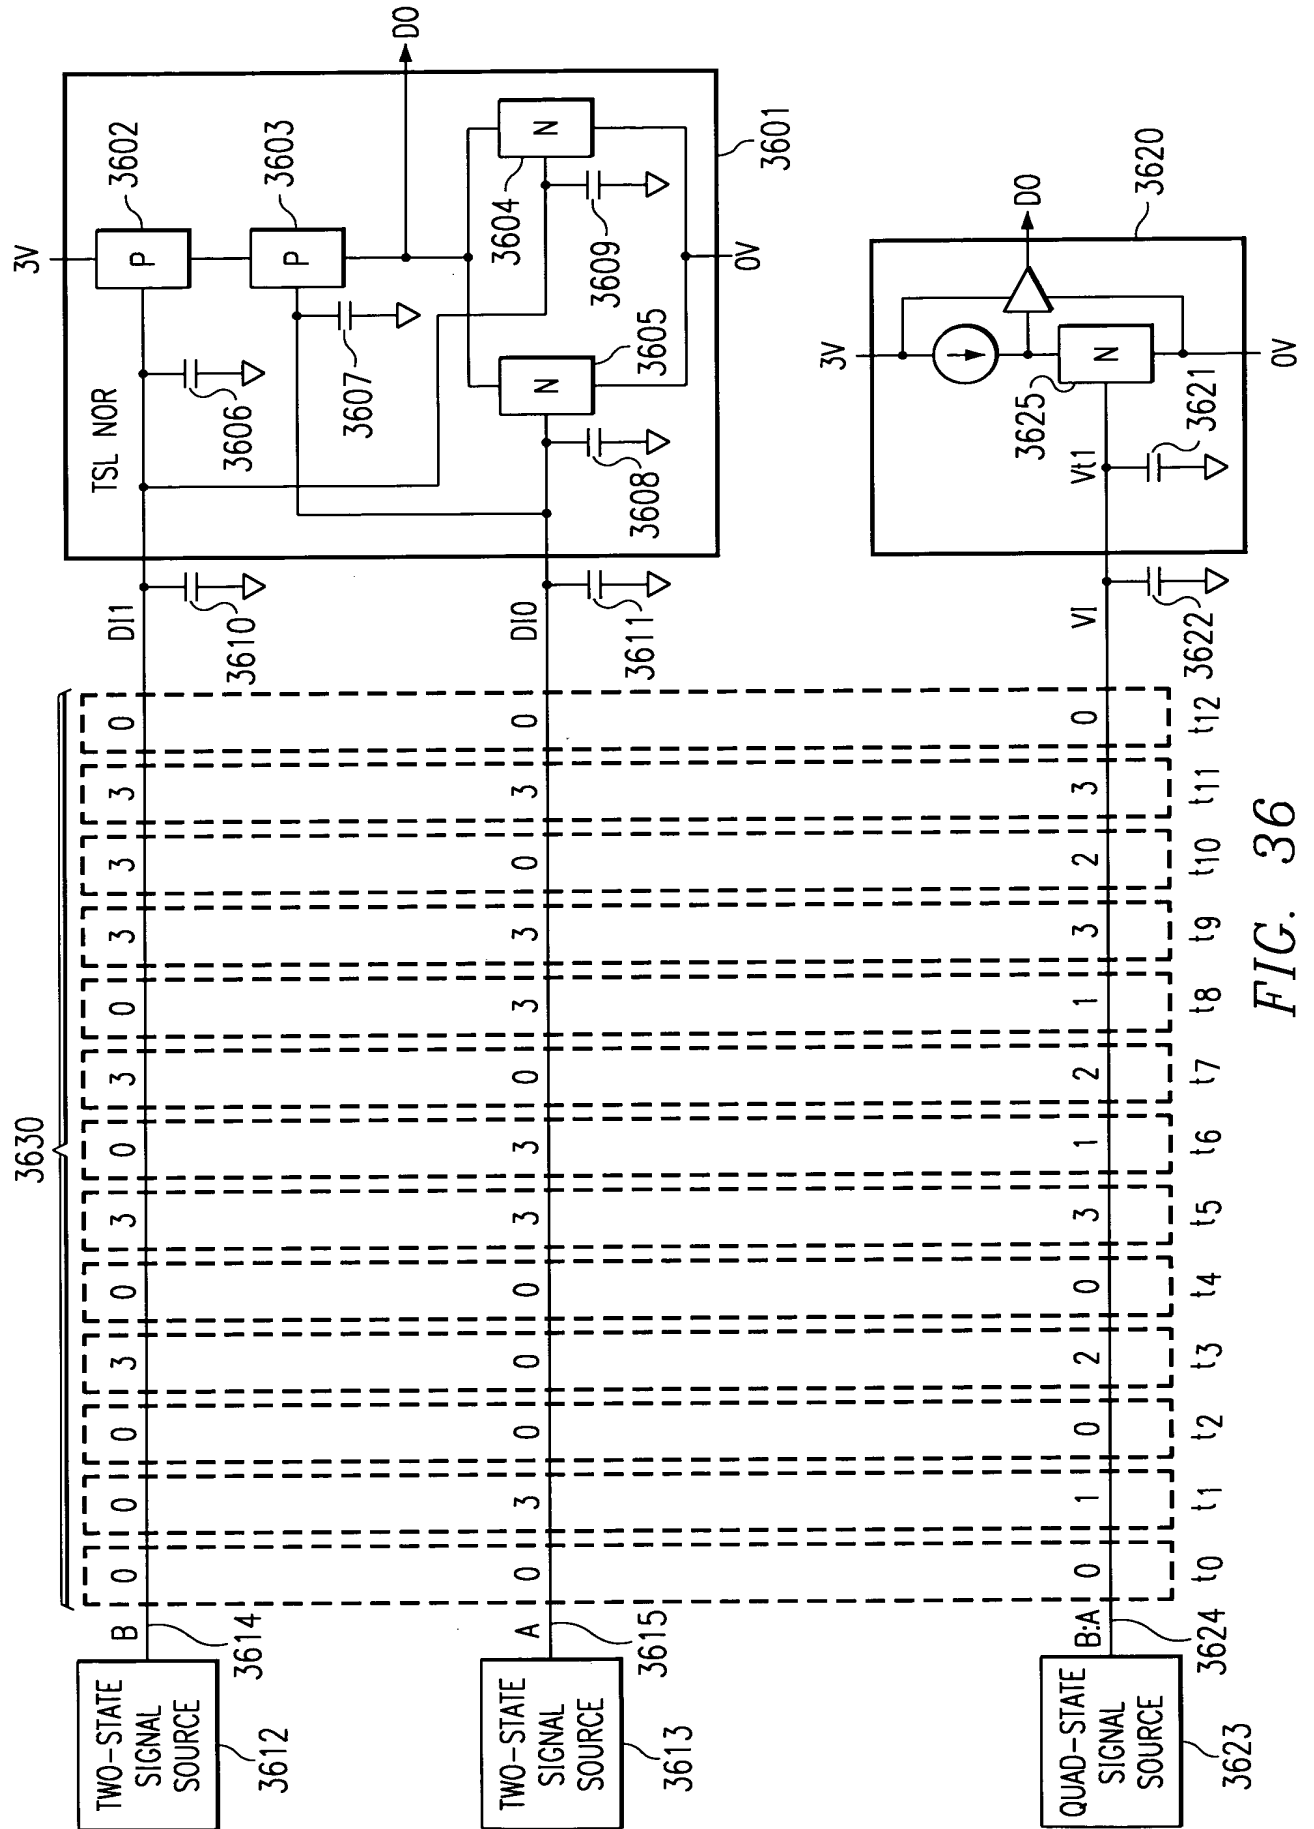 3630
TWO-STATE
SIGNAL
SOURCE
3612
B
3614
0 0 0 3 0 3 0 3 0 3 3 3 0
DI1
3610
TSL NOR
3606
3V
P
3602
P
3603
3607
DO
N
3604
3609
N
3605
3608
0V
3601
TWO-STATE
SIGNAL
SOURCE
3613
A
3615
0 3 0 0 0 3 3 0 3 3 0 3 0
DI0
3611
QUAD-STATE
SIGNAL
SOURCE
3623
B:A
3624
0 1 0 2 0 3 1 2 1 3 2 3 0
VI
3622
Vt1
3621
3V
N
3625
DO
0V
3620
t0 t1 t2 t3 t4 t5 t6 t7 t8 t9 t10 t11 t12
FIG. 36